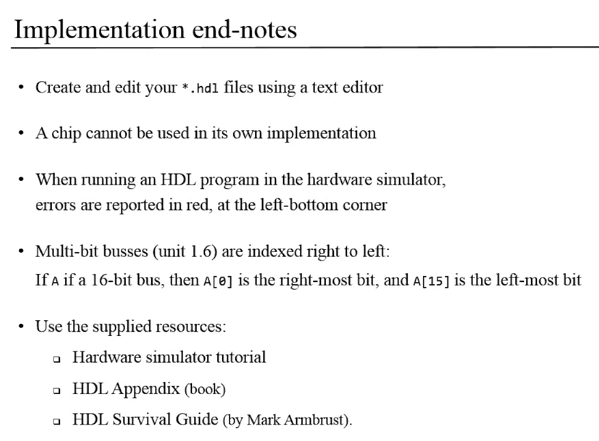 Implementation end-notes
• Create and edit your *.hdl files using a text editor
• A chip cannot be used in its own implementation
• When running an HDL program in the hardware simulator,
errors are reported in red, at the left-bottom corner
• Multi-bit busses (unit 1.6) are indexed right to left:
If A if a 16-bit bus, then A[0] is the right-most bit, and A[15] is the left-most bit
• Use the supplied resources:
❑ Hardware simulator tutorial
❑ HDL Appendix (book)
❑ HDL Survival Guide (by Mark Armbrust).